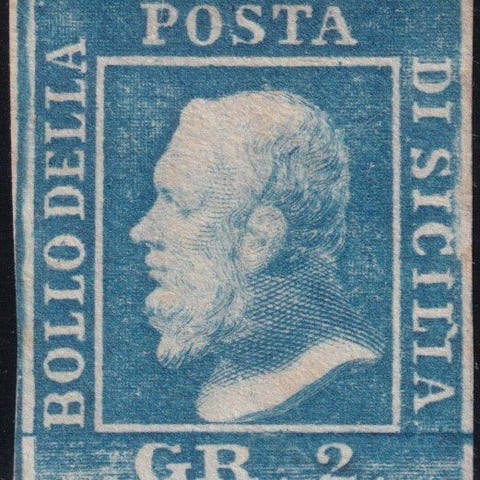 BOLLO DELLA
POSTA
DI SICILIA
GR. 2.